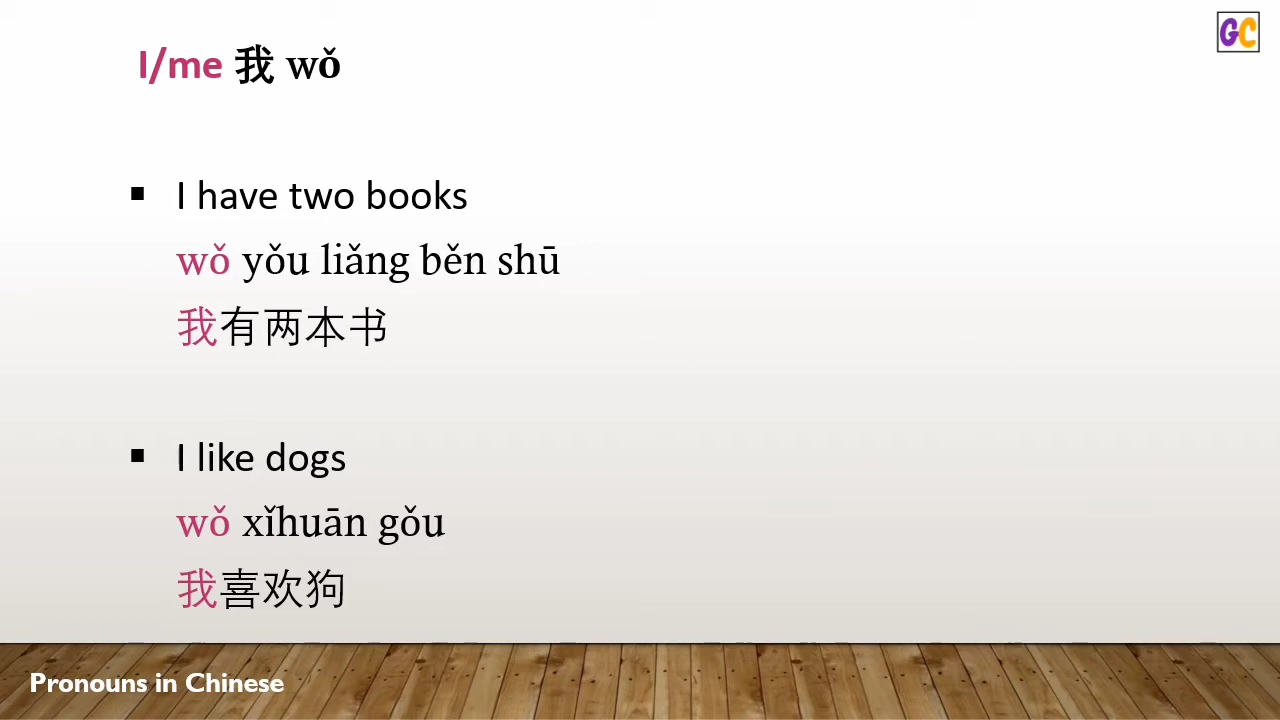 GC
I/me 我 wǒ
▪ I have two books
wǒ yǒu liǎng běn shū
我有两本书
▪ I like dogs
wǒ xǐhuān gǒu
我喜欢狗
Pronouns in Chinese